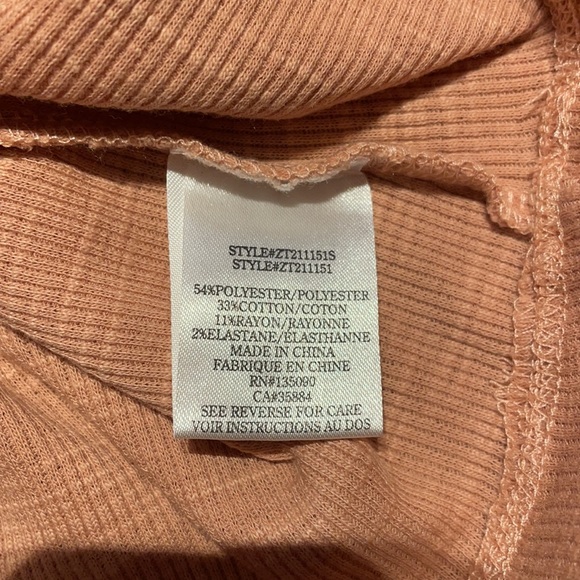 STYLE#ZT211151S
STYLE#ZT211151
54%POLYESTER/POLYESTER
33%COTTON/COTON
11%RAYON/RAYONNE
2%ELASTANE/ÉLASTHANNE
MADE IN CHINA
FABRIQUE EN CHINE
RN#135090
CA#35884
SEE REVERSE FOR CARE
VOIR INSTRUCTIONS AU DOS